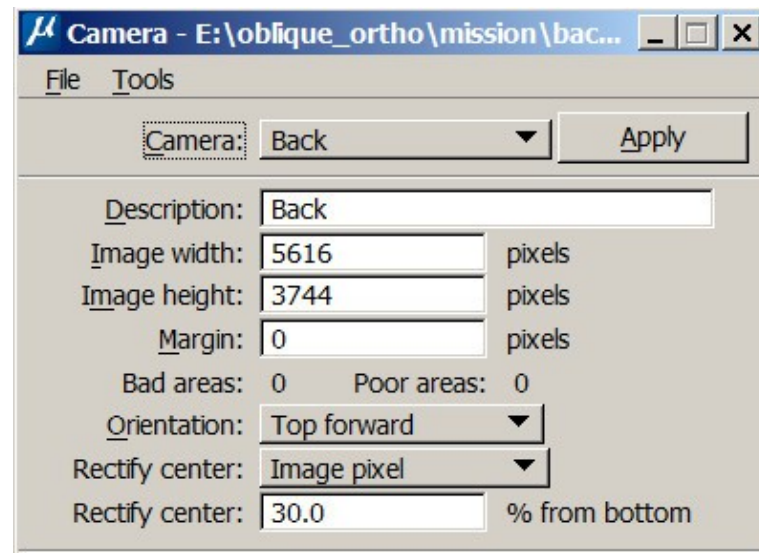 µ Camera - E:\oblique_ortho\mission\bac...
File Tools
Camera: Back Apply
Description: Back
Image width: 5616 pixels
Image height: 3744 pixels
Margin: 0 pixels
Bad areas: 0 Poor areas: 0
Orientation: Top forward
Rectify center: Image pixel
Rectify center: 30.0 % from bottom